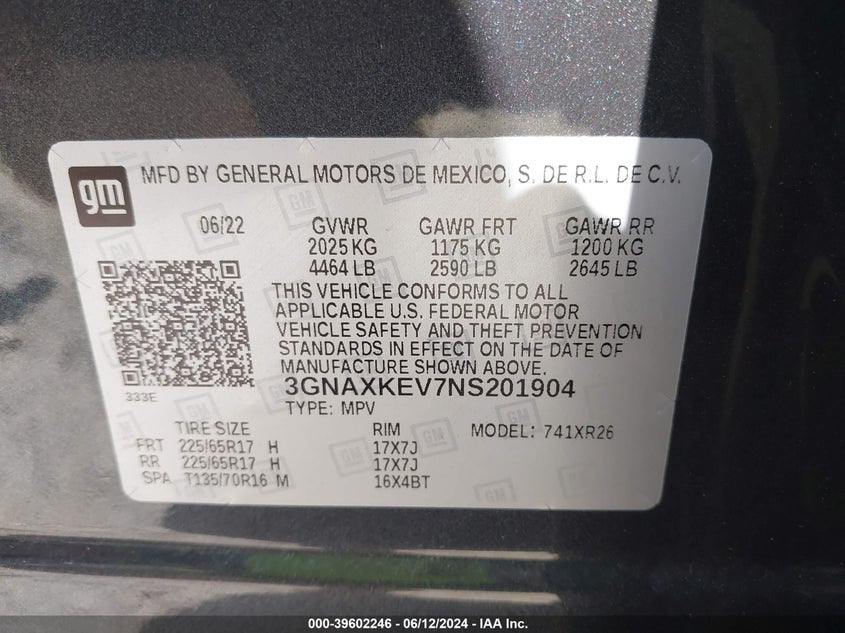 gm
MFD BY GENERAL MOTORS DE MEXICO, S. DE R.L. DE C.V.
06/22 GVWR GAWR FRT GAWR RR
2025 KG 1175 KG 1200 KG
4464 LB 2590 LB 2645 LB
THIS VEHICLE CONFORMS TO ALL
APPLICABLE U.S. FEDERAL MOTOR
VEHICLE SAFETY AND THEFT PREVENTION
STANDARDS IN EFFECT ON THE DATE OF
MANUFACTURE SHOWN ABOVE.
333E
3GNAXKEV7NS201904
TYPE: MPV
TIRE SIZE RIM MODEL: 741XR26
FRT 225/65R17 H 17X7J
RR 225/65R17 H 17X7J
SPA T135/70R16 M 16X4BT
000-39602246 - 06/12/2024 - IAA Inc.